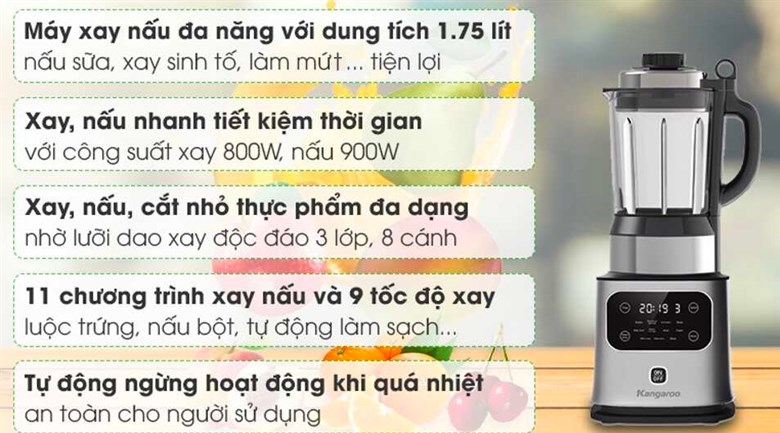 Máy xay nấu đa năng với dung tích 1.75 lít
nấu sữa, xay sinh tố, làm mứt... tiện lợi
Xay, nấu nhanh tiết kiệm thời gian
với công suất xay 800W, nấu 900W
Xay, nấu, cắt nhỏ thực phẩm đa dạng
nhờ lưỡi dao xay độc đáo 3 lớp, 8 cánh
11 chương trình xay nấu và 9 tốc độ xay
luộc trứng, nấu bột, tự động làm sạch...
Tự động ngừng hoạt động khi quá nhiệt
an toàn cho người sử dụng
20:19 3
ON
OFF
Kangaroo